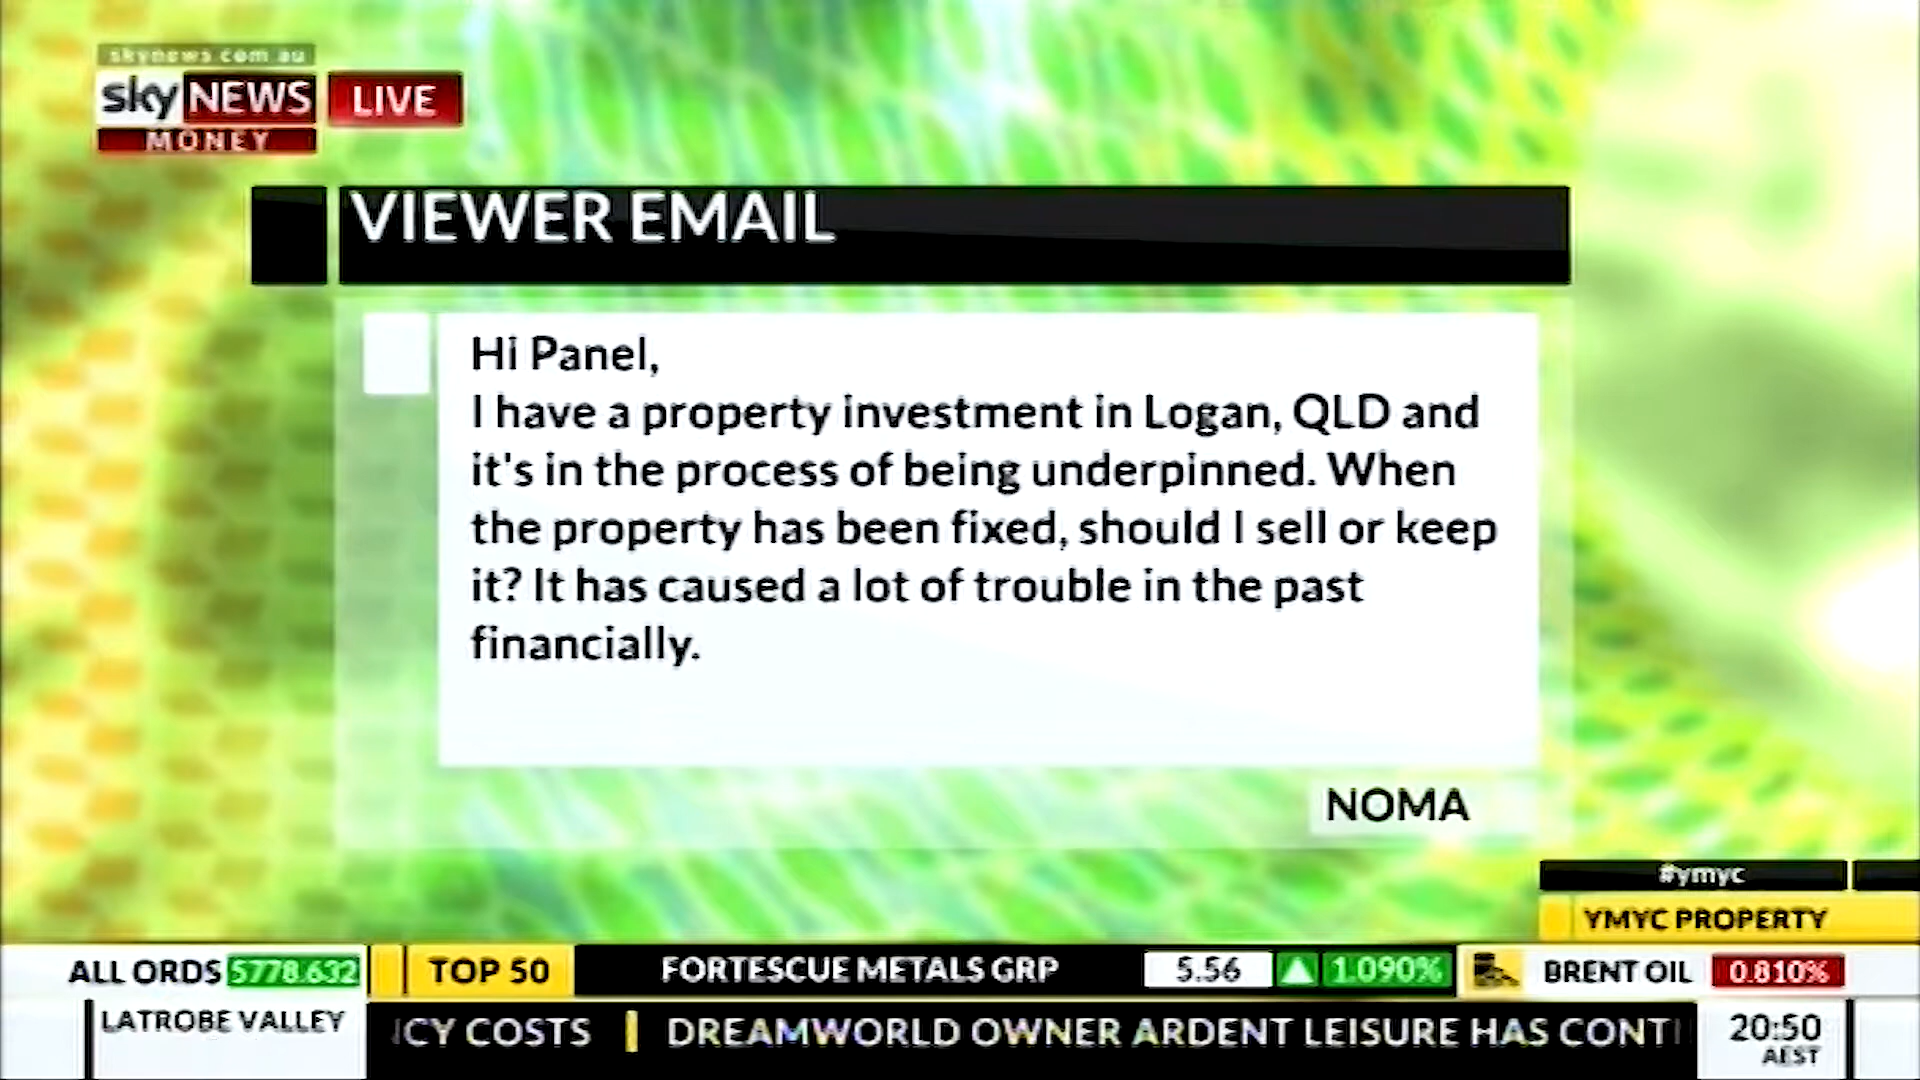 skynews.com.au
sky NEWS LIVE
MONEY
VIEWER EMAIL
Hi Panel,
I have a property investment in Logan, QLD and
it's in the process of being underpinned. When
the property has been fixed, should I sell or keep
it? It has caused a lot of trouble in the past
financially.
NOMA
#ymyc
YMYC PROPERTY
ALL ORDS 5778.632 TOP 50 FORTESCUE METALS GRP 5.56 1.090% BRENT OIL 0.810%
LATROBE VALLEY CY COSTS DREAMWORLD OWNER ARDENT LEISURE HAS CONT 20:50
AEST